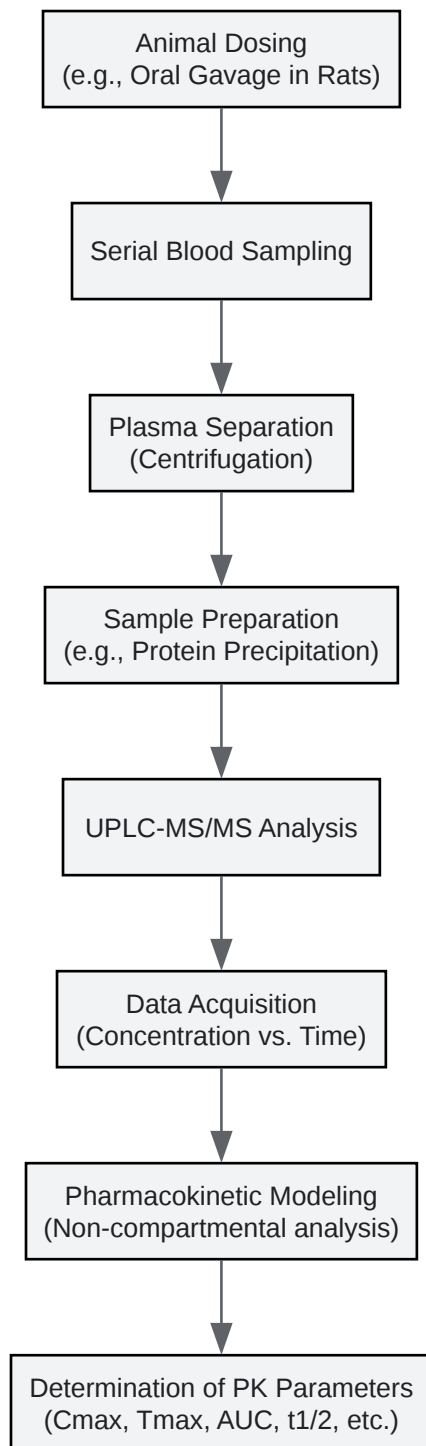 Animal Dosing
(e.g., Oral Gavage in Rats)
Serial Blood Sampling
Plasma Separation
(Centrifugation)
Sample Preparation
(e.g., Protein Precipitation)
UPLC-MS/MS Analysis
Data Acquisition
(Concentration vs. Time)
Pharmacokinetic Modeling
(Non-compartmental analysis)
Determination of PK Parameters
(Cmax, Tmax, AUC, t1/2, etc.)